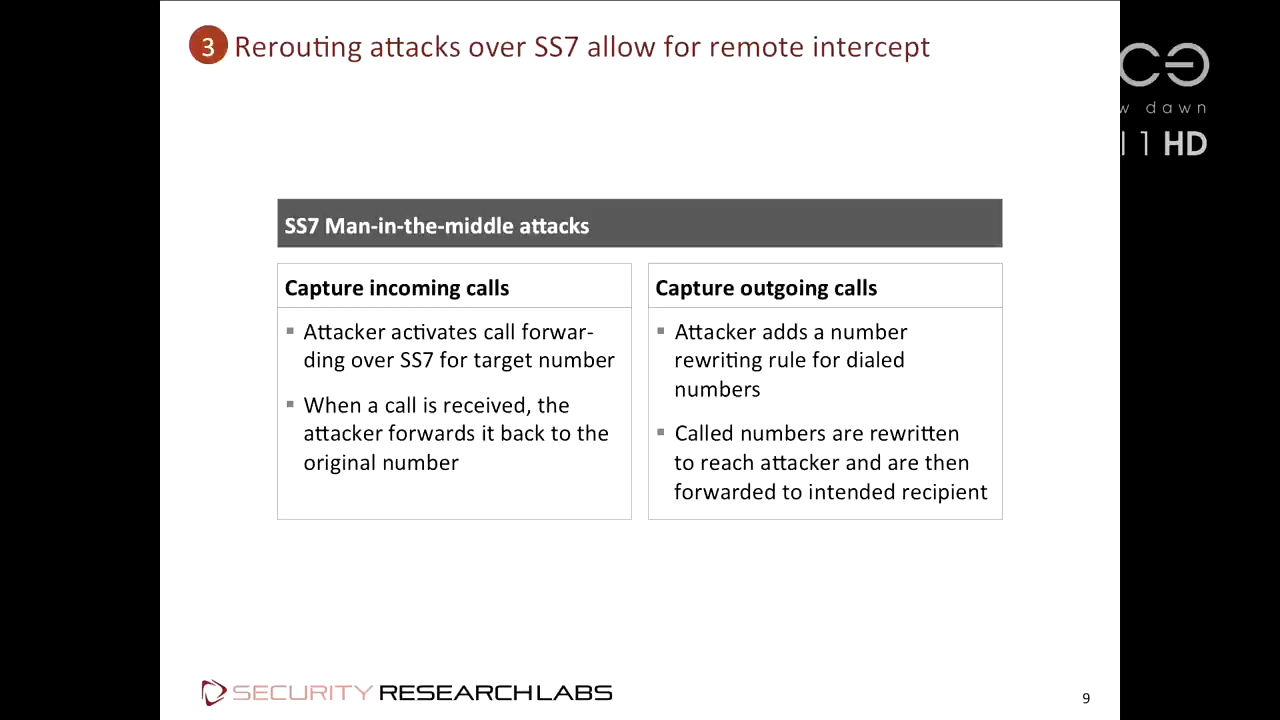 3 Rerouting attacks over SS7 allow for remote intercept
w dawn
11 HD
SS7 Man-in-the-middle attacks
Capture incoming calls
Attacker activates call forwar-
ding over SS7 for target number
When a call is received, the
attacker forwards it back to the
original number
Capture outgoing calls
Attacker adds a number
rewriting rule for dialed
numbers
Called numbers are rewritten
to reach attacker and are then
forwarded to intended recipient
SECURITY RESEARCH LABS
9